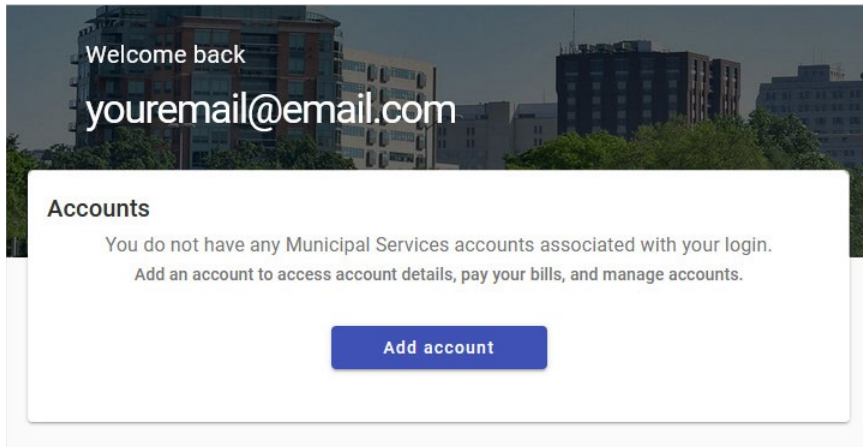 Welcome back
youremail@email.com
Accounts
You do not have any Municipal Services accounts associated with your login.
Add an account to access account details, pay your bills, and manage accounts.
Add account